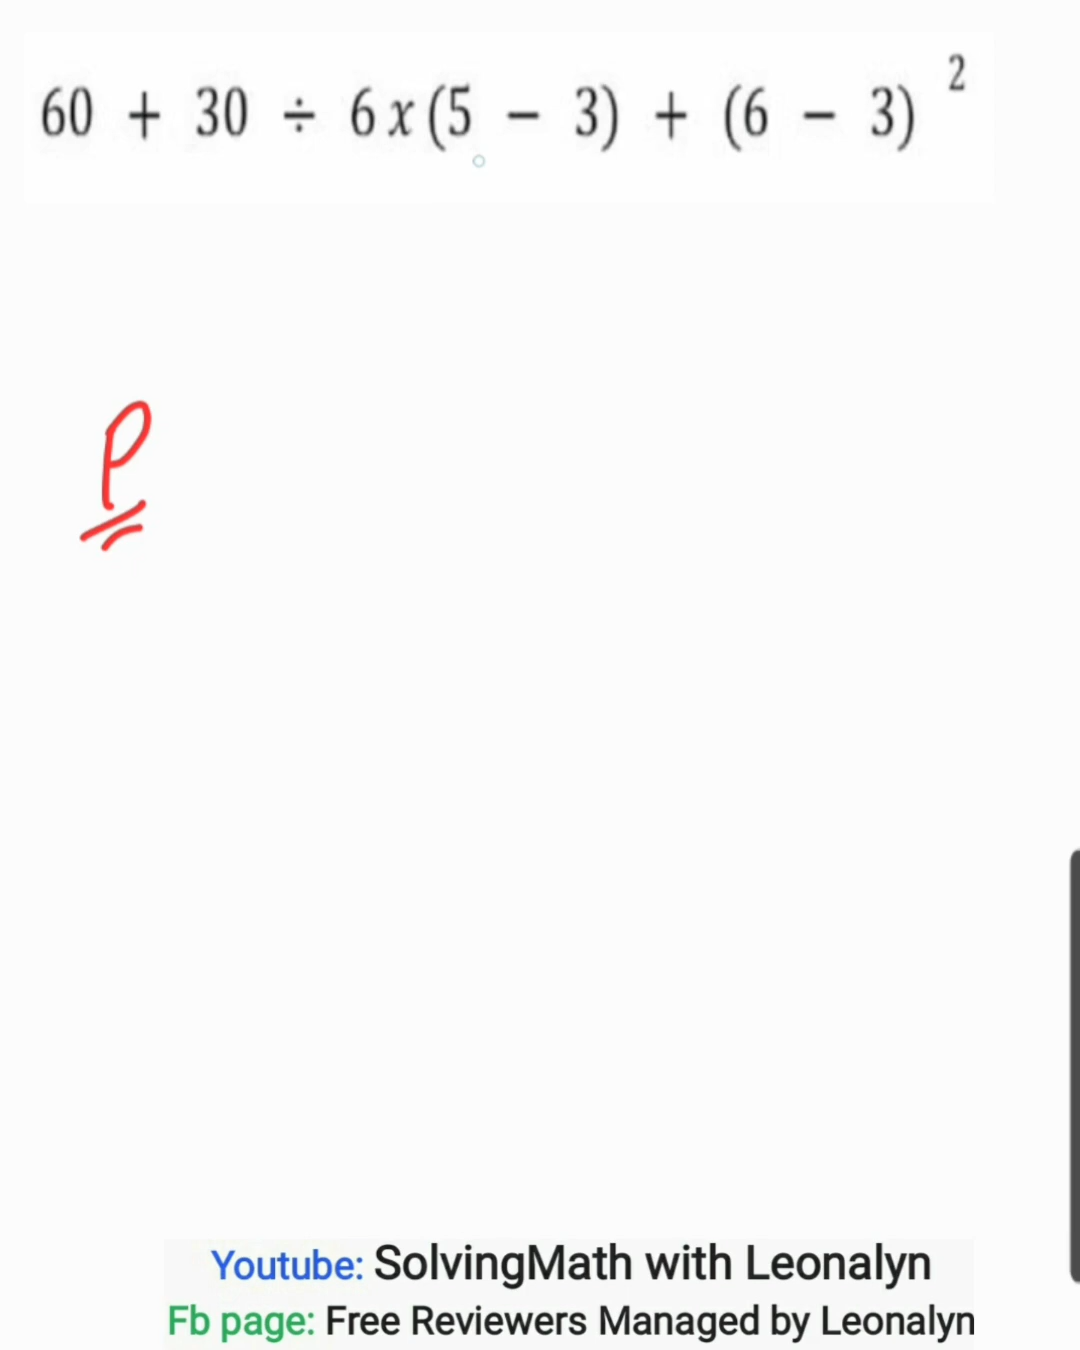 60 + 30 ÷ 6 x (5 − 3) + (6 − 3) ²
P
Youtube: SolvingMath with Leonalyn
Fb page: Free Reviewers Managed by Leonalyn